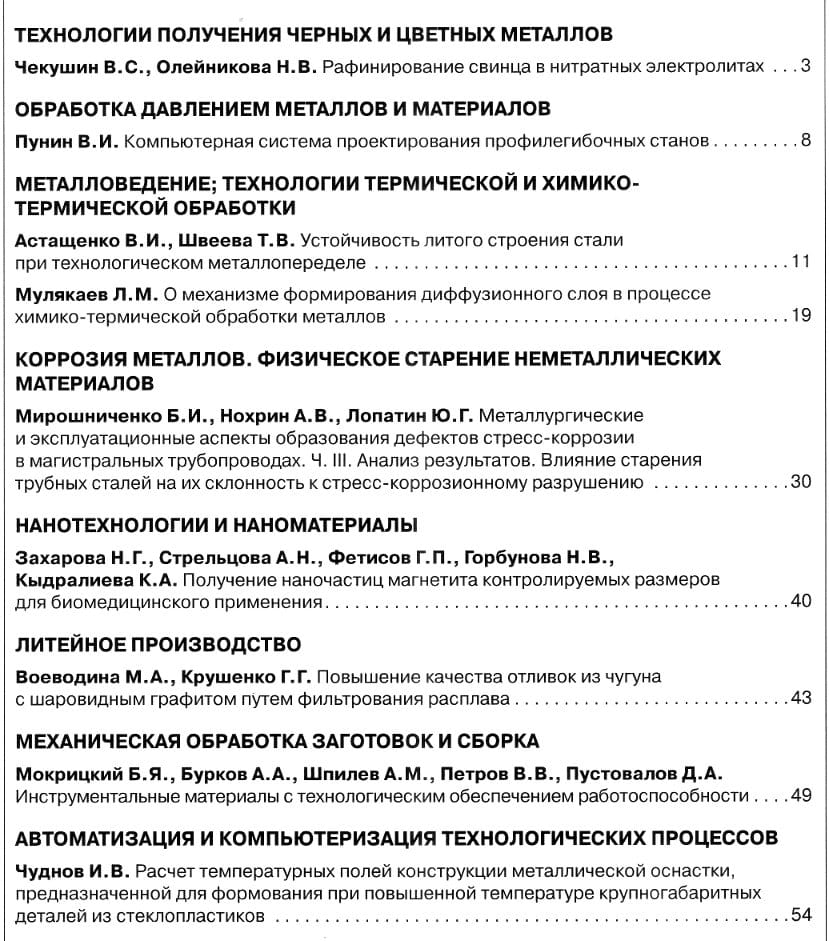 ТЕХНОЛОГИИ ПОЛУЧЕНИЯ ЧЕРНЫХ И ЦВЕТНЫХ МЕТАЛЛОВ
Чекушин В.С., Олейникова Н.В. Рафинирование свинца в нитратных электролитах ...3
ОБРАБОТКА ДАВЛЕНИЕМ МЕТАЛЛОВ И МАТЕРИАЛОВ
Пунин В.И. Компьютерная система проектирования профилегибочных станов.........8
МЕТАЛЛОВЕДЕНИЕ; ТЕХНОЛОГИИ ТЕРМИЧЕСКОЙ И ХИМИКО-
ТЕРМИЧЕСКОЙ ОБРАБОТКИ
Астащенко В.И., Швеева Т.В. Устойчивость литого строения стали
при технологическом металлопеределе ..................................11
Мулякаев Л.М. О механизме формирования диффузионного слоя в процессе
химико-термической обработки металлов ................................19
КОРРОЗИЯ МЕТАЛЛОВ. ФИЗИЧЕСКОЕ СТАРЕНИЕ НЕМЕТАЛЛИЧЕСКИХ
МАТЕРИАЛОВ
Мирошниченко Б.И., Нохрин А.В., Лопатин Ю.Г. Металлургические
и эксплуатационные аспекты образования дефектов стресс-коррозии
в магистральных трубопроводах. Ч. III. Анализ результатов. Влияние старения
трубных сталей на их склонность к стресс-коррозионному разрушению ..............30
НАНОТЕХНОЛОГИИ И НАНОМАТЕРИАЛЫ
Захарова Н.Г., Стрельцова А.Н., Фетисов Г.П., Горбунова Н.В.,
Кыдралиева К.А. Получение наночастиц магнетита контролируемых размеров
для биомедицинского применения......................................40
ЛИТЕЙНОЕ ПРОИЗВОДСТВО
Воеводина М.А., Крушенко Г.Г. Повышение качества отливок из чугуна
с шаровидным графитом путем фильтрования расплава.......................43
МЕХАНИЧЕСКАЯ ОБРАБОТКА ЗАГОТОВОК И СБОРКА
Мокрицкий Б.Я., Бурков А.А., Шпилев А.М., Петров В.В., Пустовалов Д.А.
Инструментальные материалы с технологическим обеспечением работоспособности....49
АВТОМАТИЗАЦИЯ И КОМПЬЮТЕРИЗАЦИЯ ТЕХНОЛОГИЧЕСКИХ ПРОЦЕССОВ
Чуднов И.В. Расчет температурных полей конструкции металлической оснастки,
предназначенной для формования при повышенной температуре крупногабаритных
деталей из стеклопластиков ..........................................54